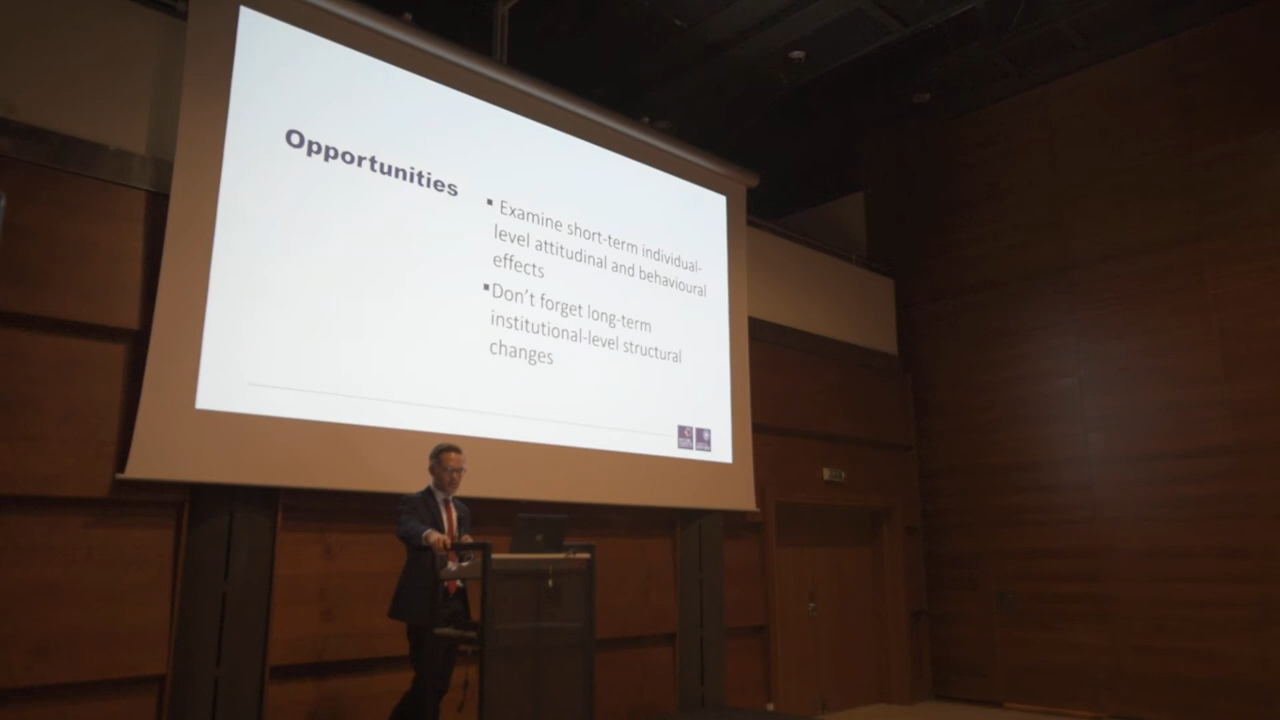 Opportunities
▪ Examine short-term individual-
level attitudinal and behavioural
effects
▪Don't forget long-term
institutional-level structural
changes